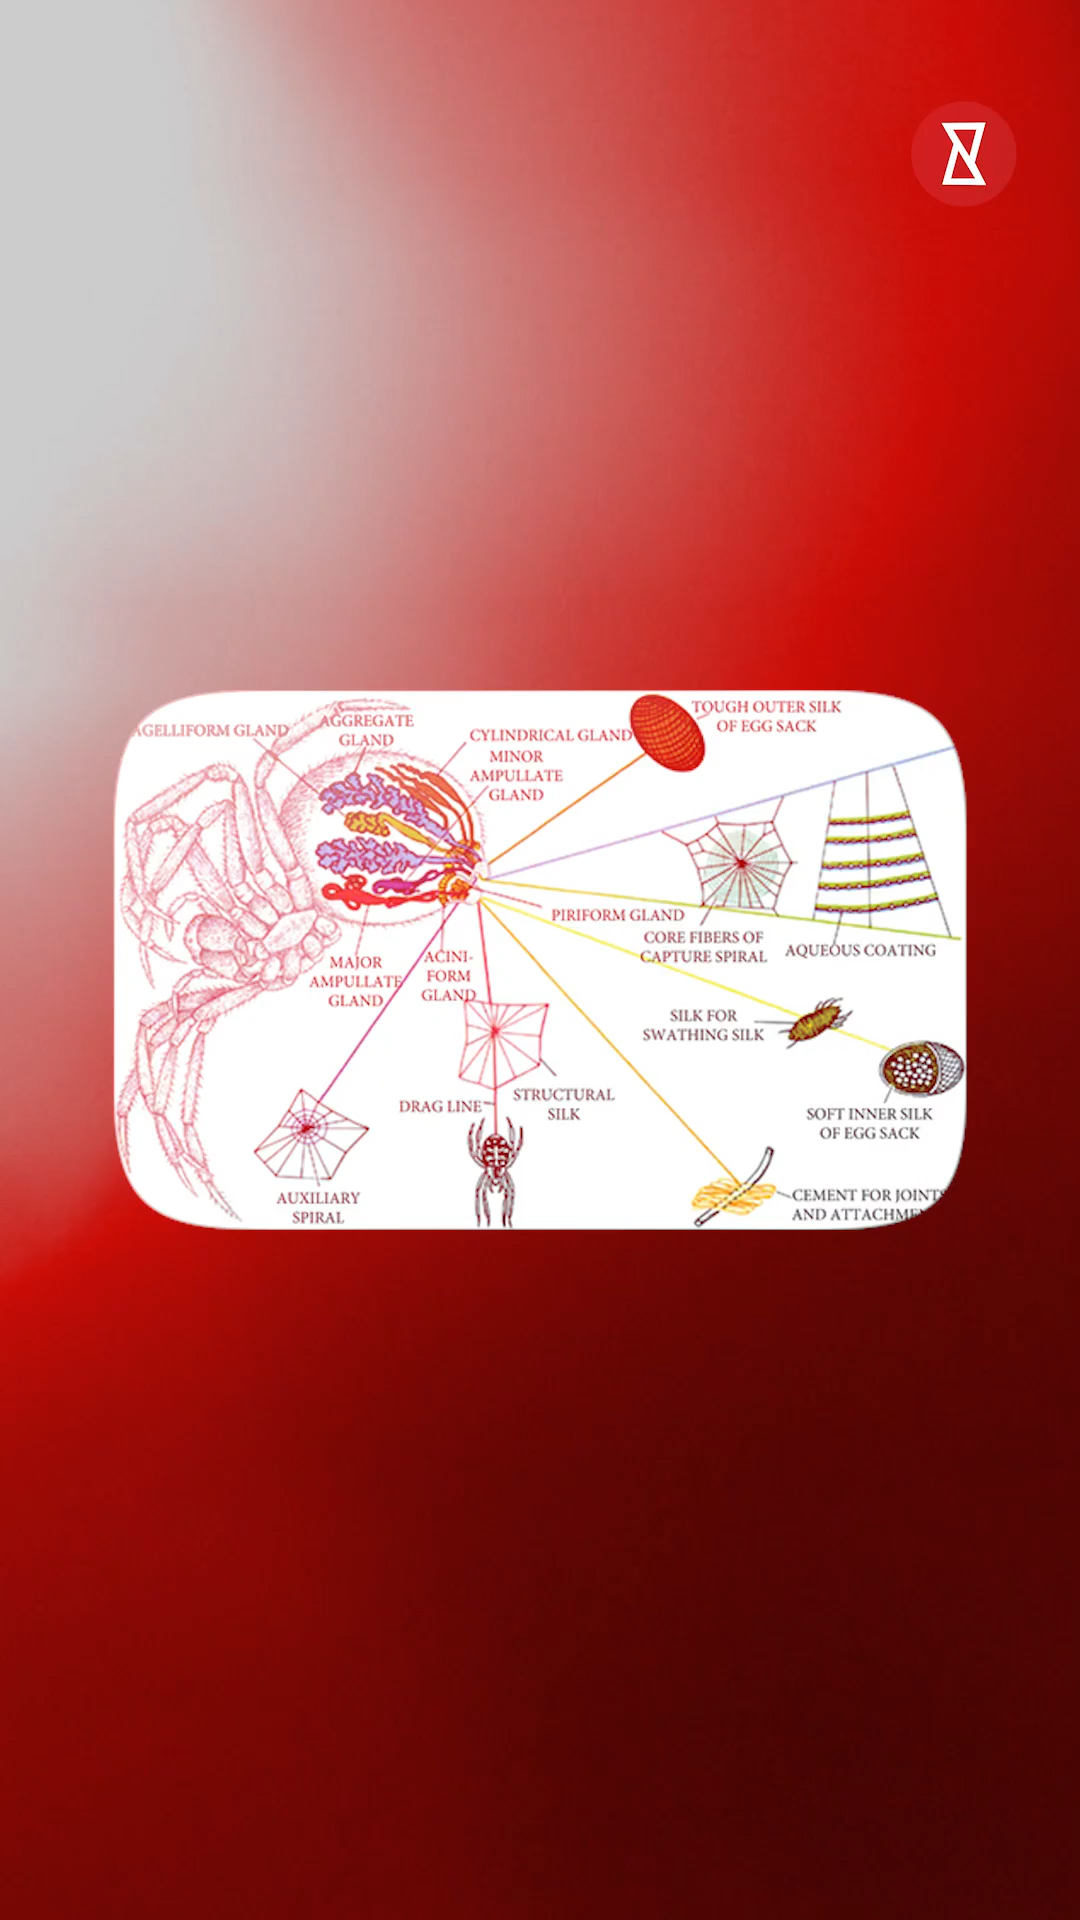 AGELLIFORM GLAND
AGGREGATE
GLAND
CYLINDRICAL GLAND
MINOR
AMPULLATE
GLAND
TOUGH OUTER SILK
OF EGG SACK
PIRIFORM GLAND
CORE FIBERS OF
CAPTURE SPIRAL
AQUEOUS COATING
MAJOR
AMPULLATE
GLAND
ACINI-
FORM
GLAND
SILK FOR
SWATHING SILK
STRUCTURAL
SILK
DRAG LINE
SOFT INNER SILK
OF EGG SACK
AUXILIARY
SPIRAL
CEMENT FOR JOINTS
AND ATTACHMEN